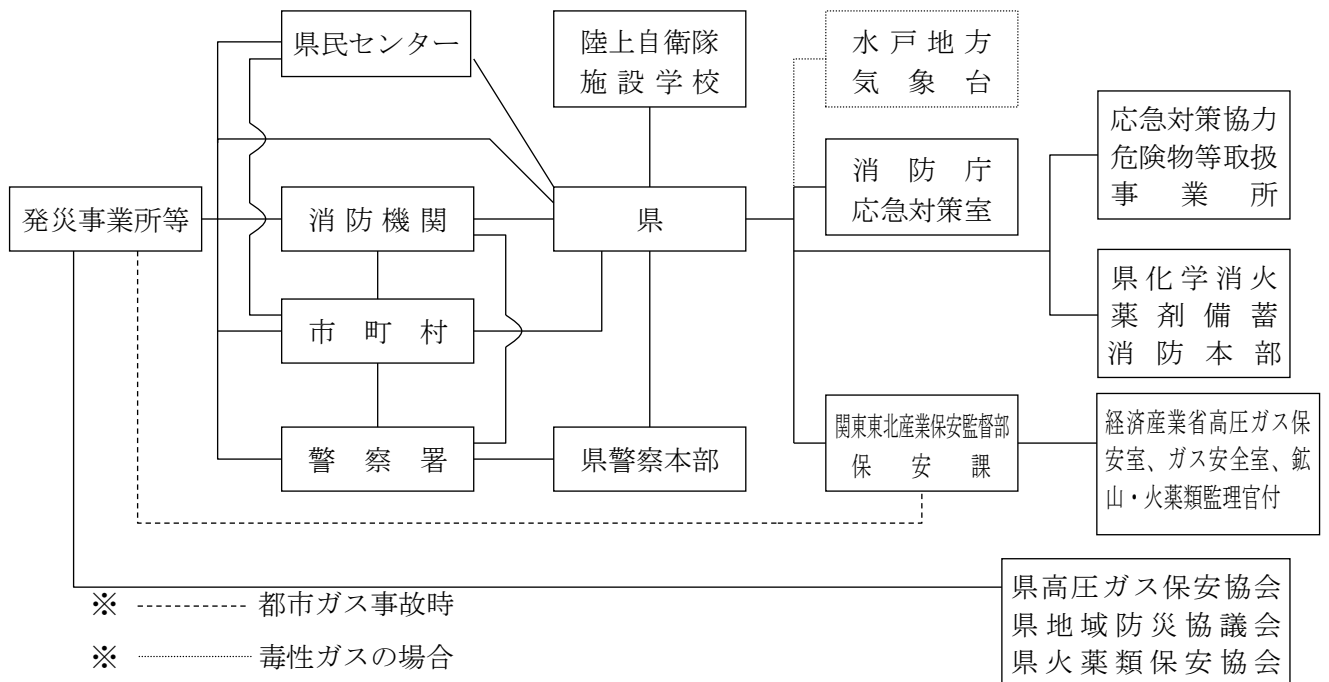 県民センター
陸上自衛隊
施設学校
水戸地方
気象台
応急対策協力
危険物等取扱
事業所
消防庁
応急対策室
発災事業所等
消防機関
県
県化学消火
薬剤備蓄
消防本部
市町村
関東東北産業保安監督部
保安課
経済産業省高圧ガス保
安室、ガス安全室、鉱
山・火薬類監理官付
警察署
県警察本部
県高圧ガス保安協会
県地域防災協議会
県火薬類保安協会
※ 都市ガス事故時
※ 毒性ガスの場合